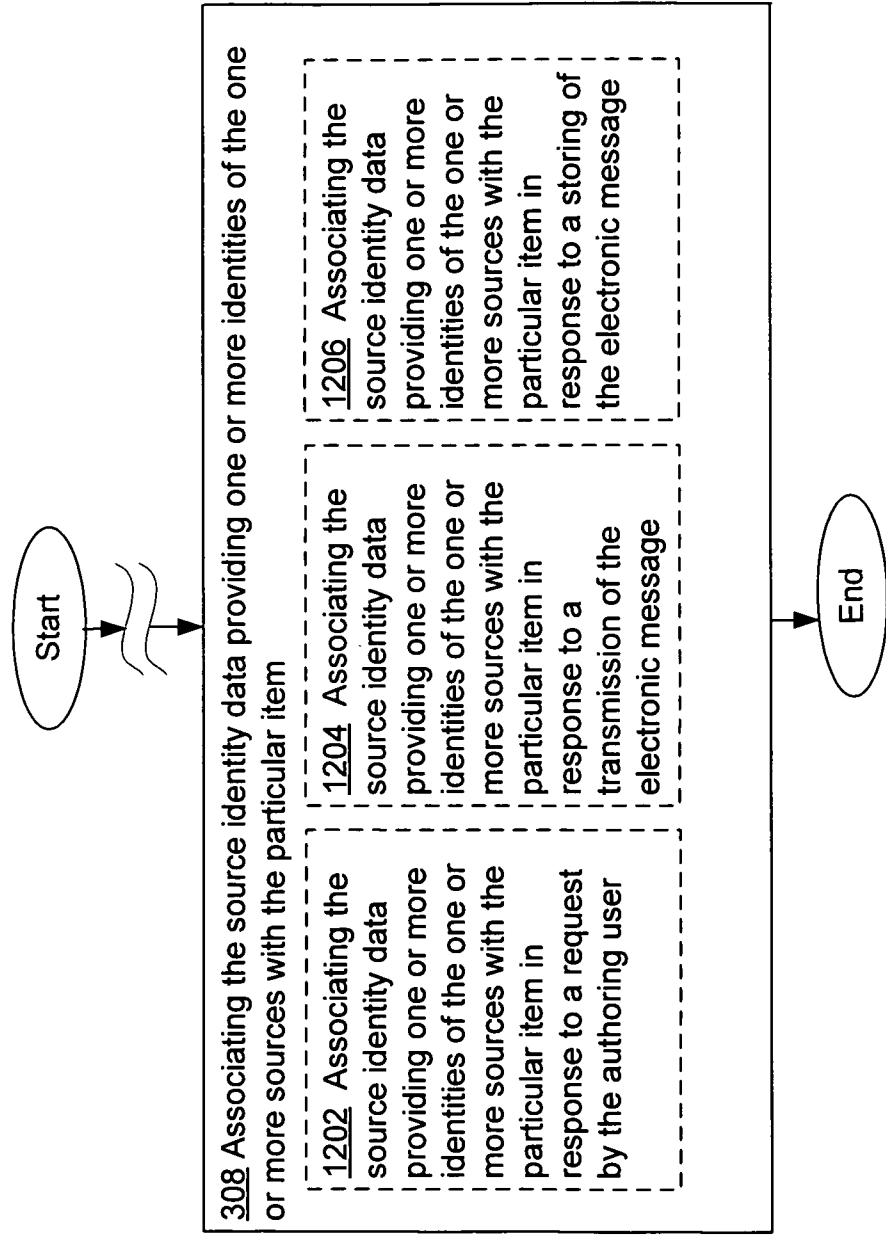 Start
308 Associating the source identity data providing one or more identities of the one
or more sources with the particular item
1202 Associating the
source identity data
providing one or more
identities of the one or
more sources with the
particular item in
response to a request
by the authoring user
1204 Associating the
source identity data
providing one or more
identities of the one or
more sources with the
particular item in
response to a
transmission of the
electronic message
1206 Associating the
source identity data
providing one or more
identities of the one or
more sources with the
particular item in
response to a storing of
the electronic message
End